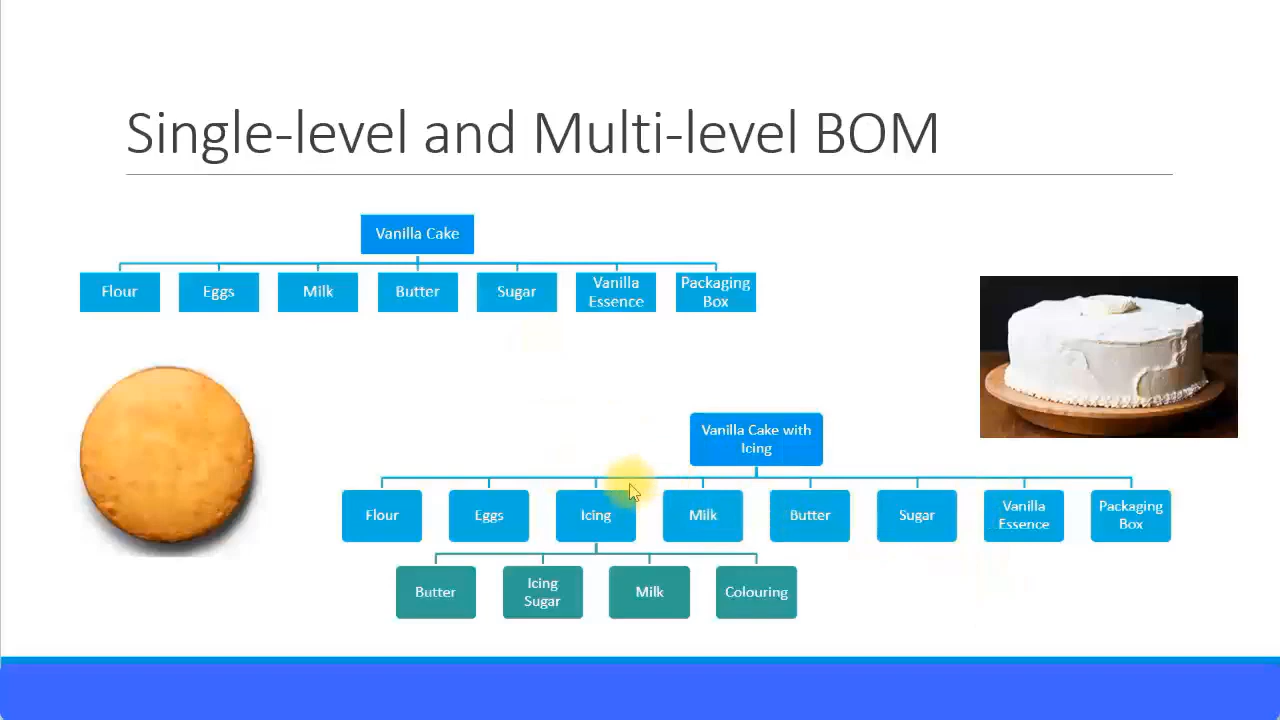 Single-level and Multi-level BOM
Vanilla Cake
Flour
Eggs
Milk
Butter
Sugar
Vanilla
Essence
Packaging
Box
Vanilla Cake with
Icing
Flour
Eggs
Icing
Milk
Butter
Sugar
Vanilla
Essence
Packaging
Box
Butter
Icing
Sugar
Milk
Colouring